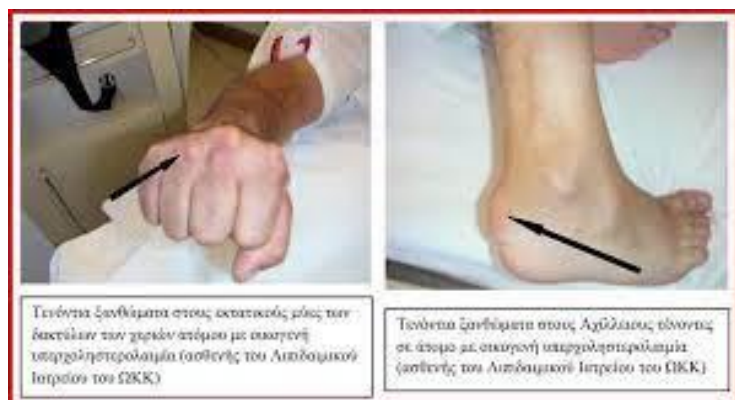 Τενόντια ξανθώματα στους εκτατικούς μύες των
δακτύλων των χεριών ατόμου με οικογενή
υπερχοληστερολαιμία (ασθενής του Λιπιδαιμικού
Ιατρείου του ΩΚΚ)
Τενόντια ξανθώματα στους Αχίλλειους τένοντες
σε άτομο με οικογενή υπερχοληστερολαιμία
(ασθενής του Λιπιδαιμικού Ιατρείου του ΩΚΚ)